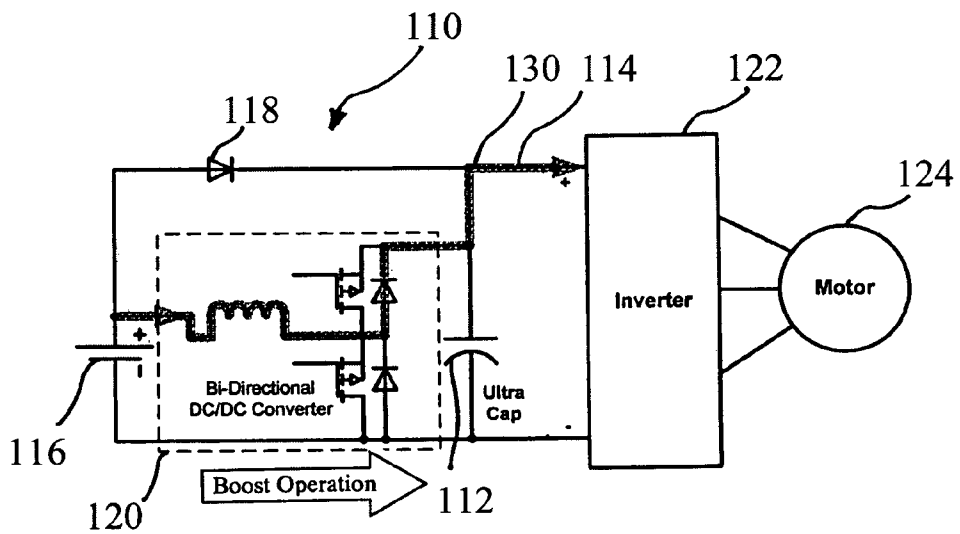 110
130
114
122
118
124
+
Inverter
Motor
+
-
Bi-Directional
DC/DC Converter
Ultra
Cap
116
120
Boost Operation
112